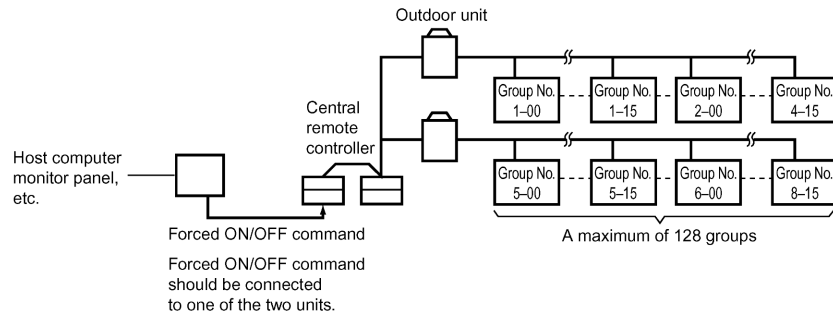 Outdoor unit
Group No.
1–00
Group No.
1–15
Group No.
2–00
Group No.
4–15
Central
remote
controller
Host computer
monitor panel,
etc.
Group No.
5–00
Group No.
5–15
Group No.
6–00
Group No.
8–15
Forced ON/OFF command
A maximum of 128 groups
Forced ON/OFF command
should be connected
to one of the two units.